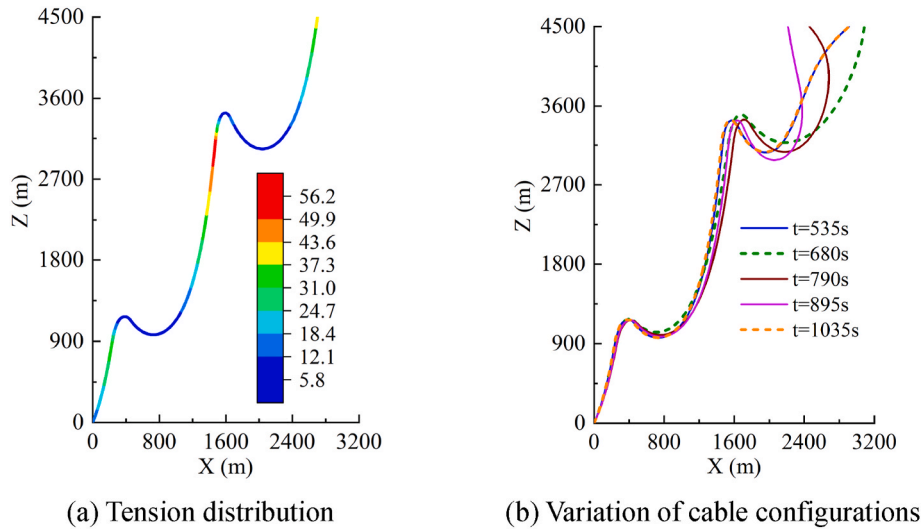 4500
3600
2700
1800
900
0
Z (m)
0 800 1600 2400 3200
X (m)
56.2
49.9
43.6
37.3
31.0
24.7
18.4
12.1
5.8
(a) Tension distribution
4500
3600
2700
1800
900
0
Z (m)
0 800 1600 2400 3200
X (m)
t=535s
t=680s
t=790s
t=895s
t=1035s
(b) Variation of cable configurations